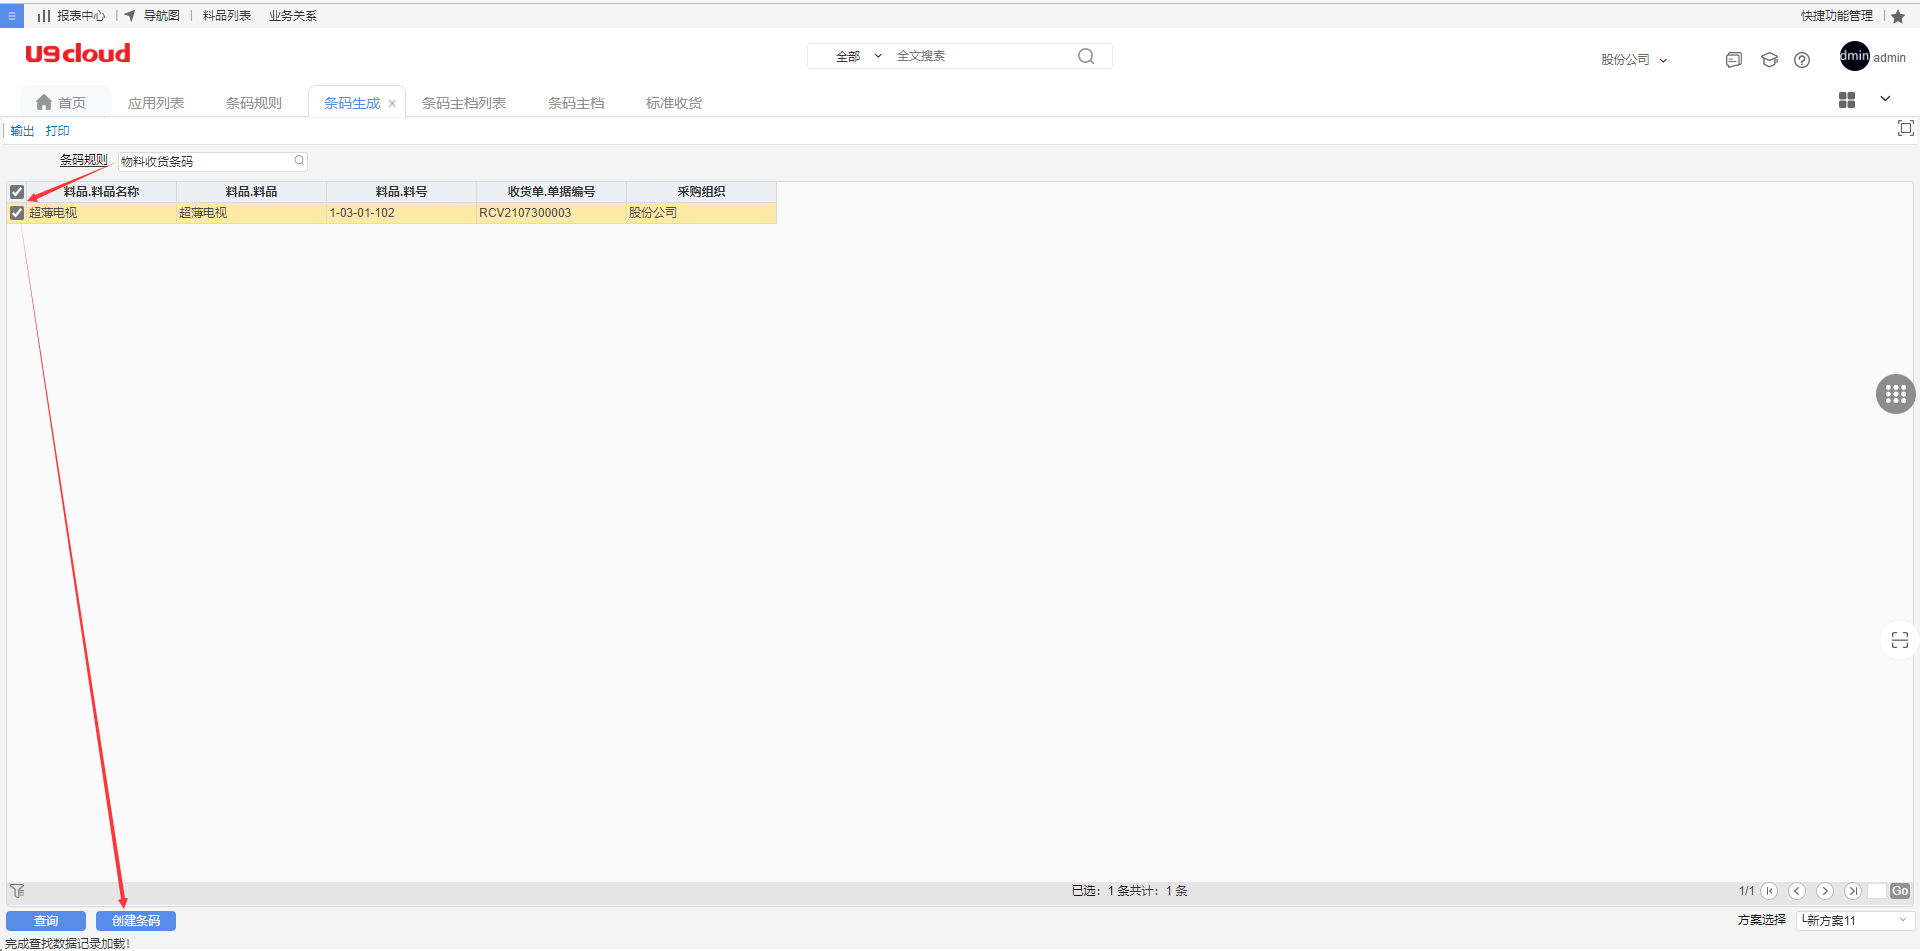 报表中心 | 导航图 | 料品列表 业务关系 快捷功能管理 |
U9cloud 全部 全文搜索 股份公司 dmin admin
首页 应用列表 条码规则 条码生成 × 条码主档列表 条码主档 标准收货
输出 打印
条码规则 物料收货条码
料品.料品名称 料品.料品 料品.料号 收货单.单据编号 采购组织
超薄电视 超薄电视 1-03-01-102 RCV2107300003 股份公司
已选：1 条共计：1 条 1/1 Go
查询 创建条码 方案选择 └新方案11
完成查找数据记录加载！